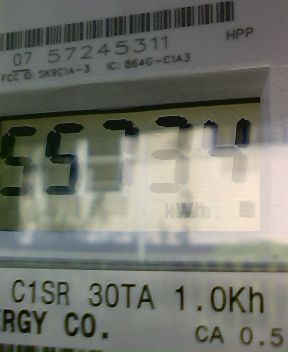 HPP
07 57245311
FCC ID: SK9C1A-3 IC: 864G-C1A3
55734
kWh
C1SR 30TA 1.0Kh
RGY CO.
CA 0.5